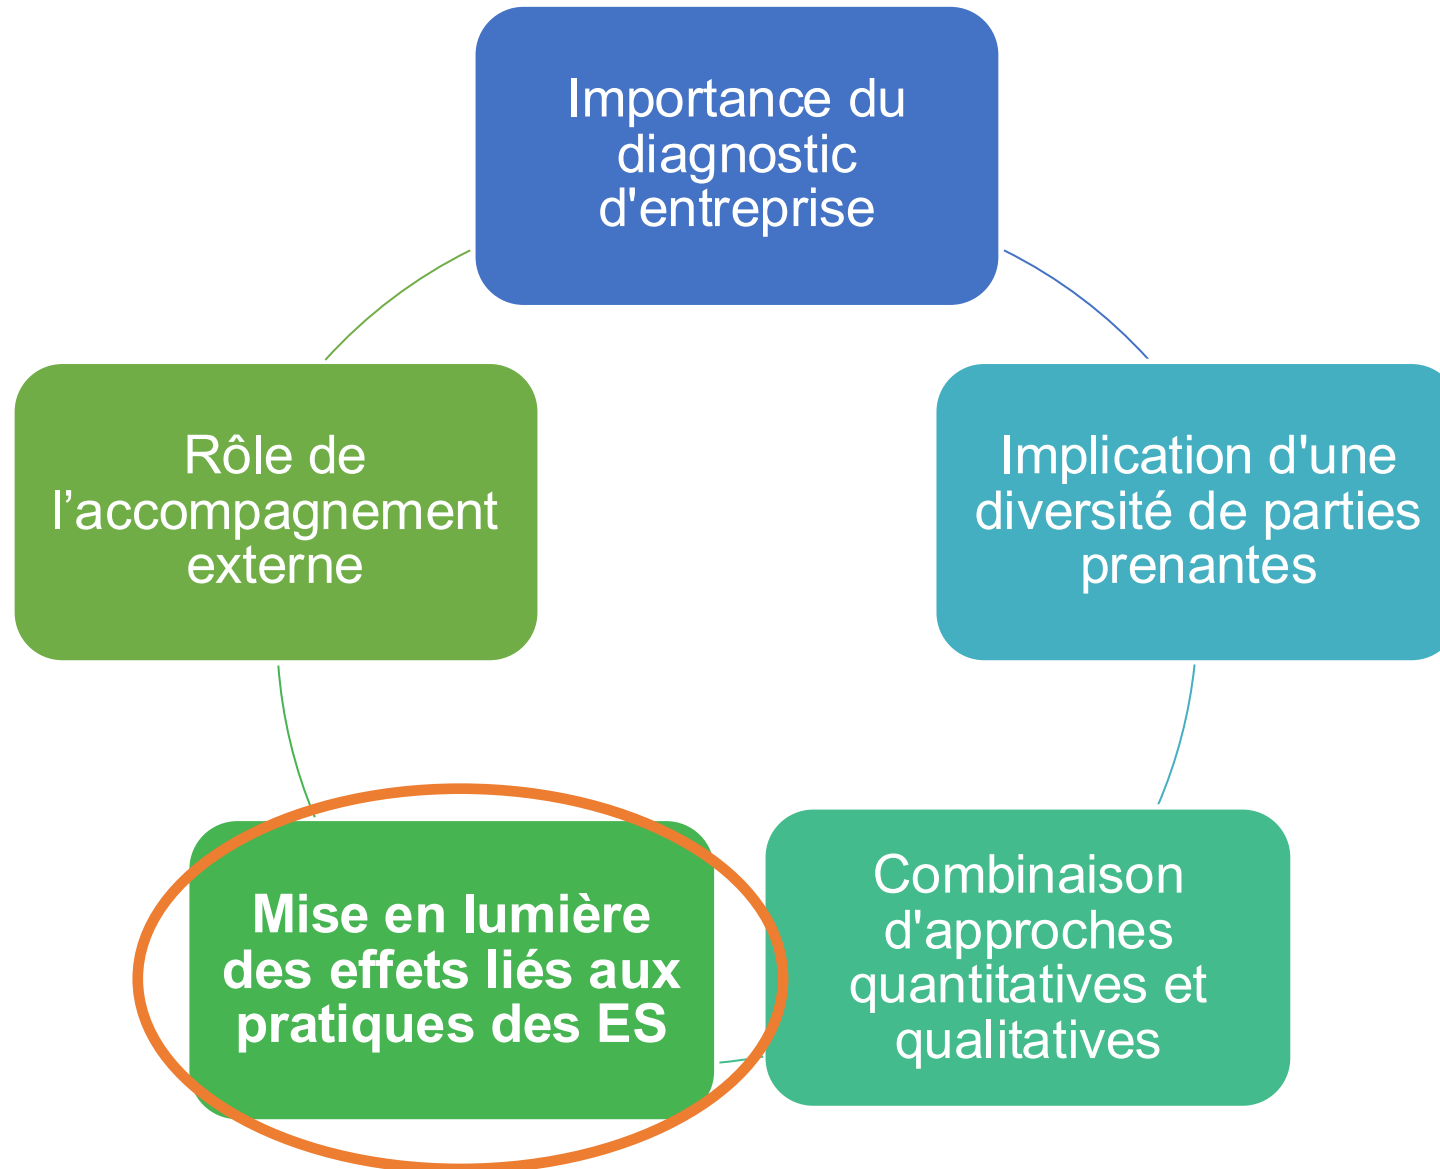 Importance du
diagnostic
d'entreprise
Rôle de
l’accompagnement
externe
Implication d'une
diversité de parties
prenantes
Mise en lumière
des effets liés aux
pratiques des ES
Combinaison
d'approches
quantitatives et
qualitatives